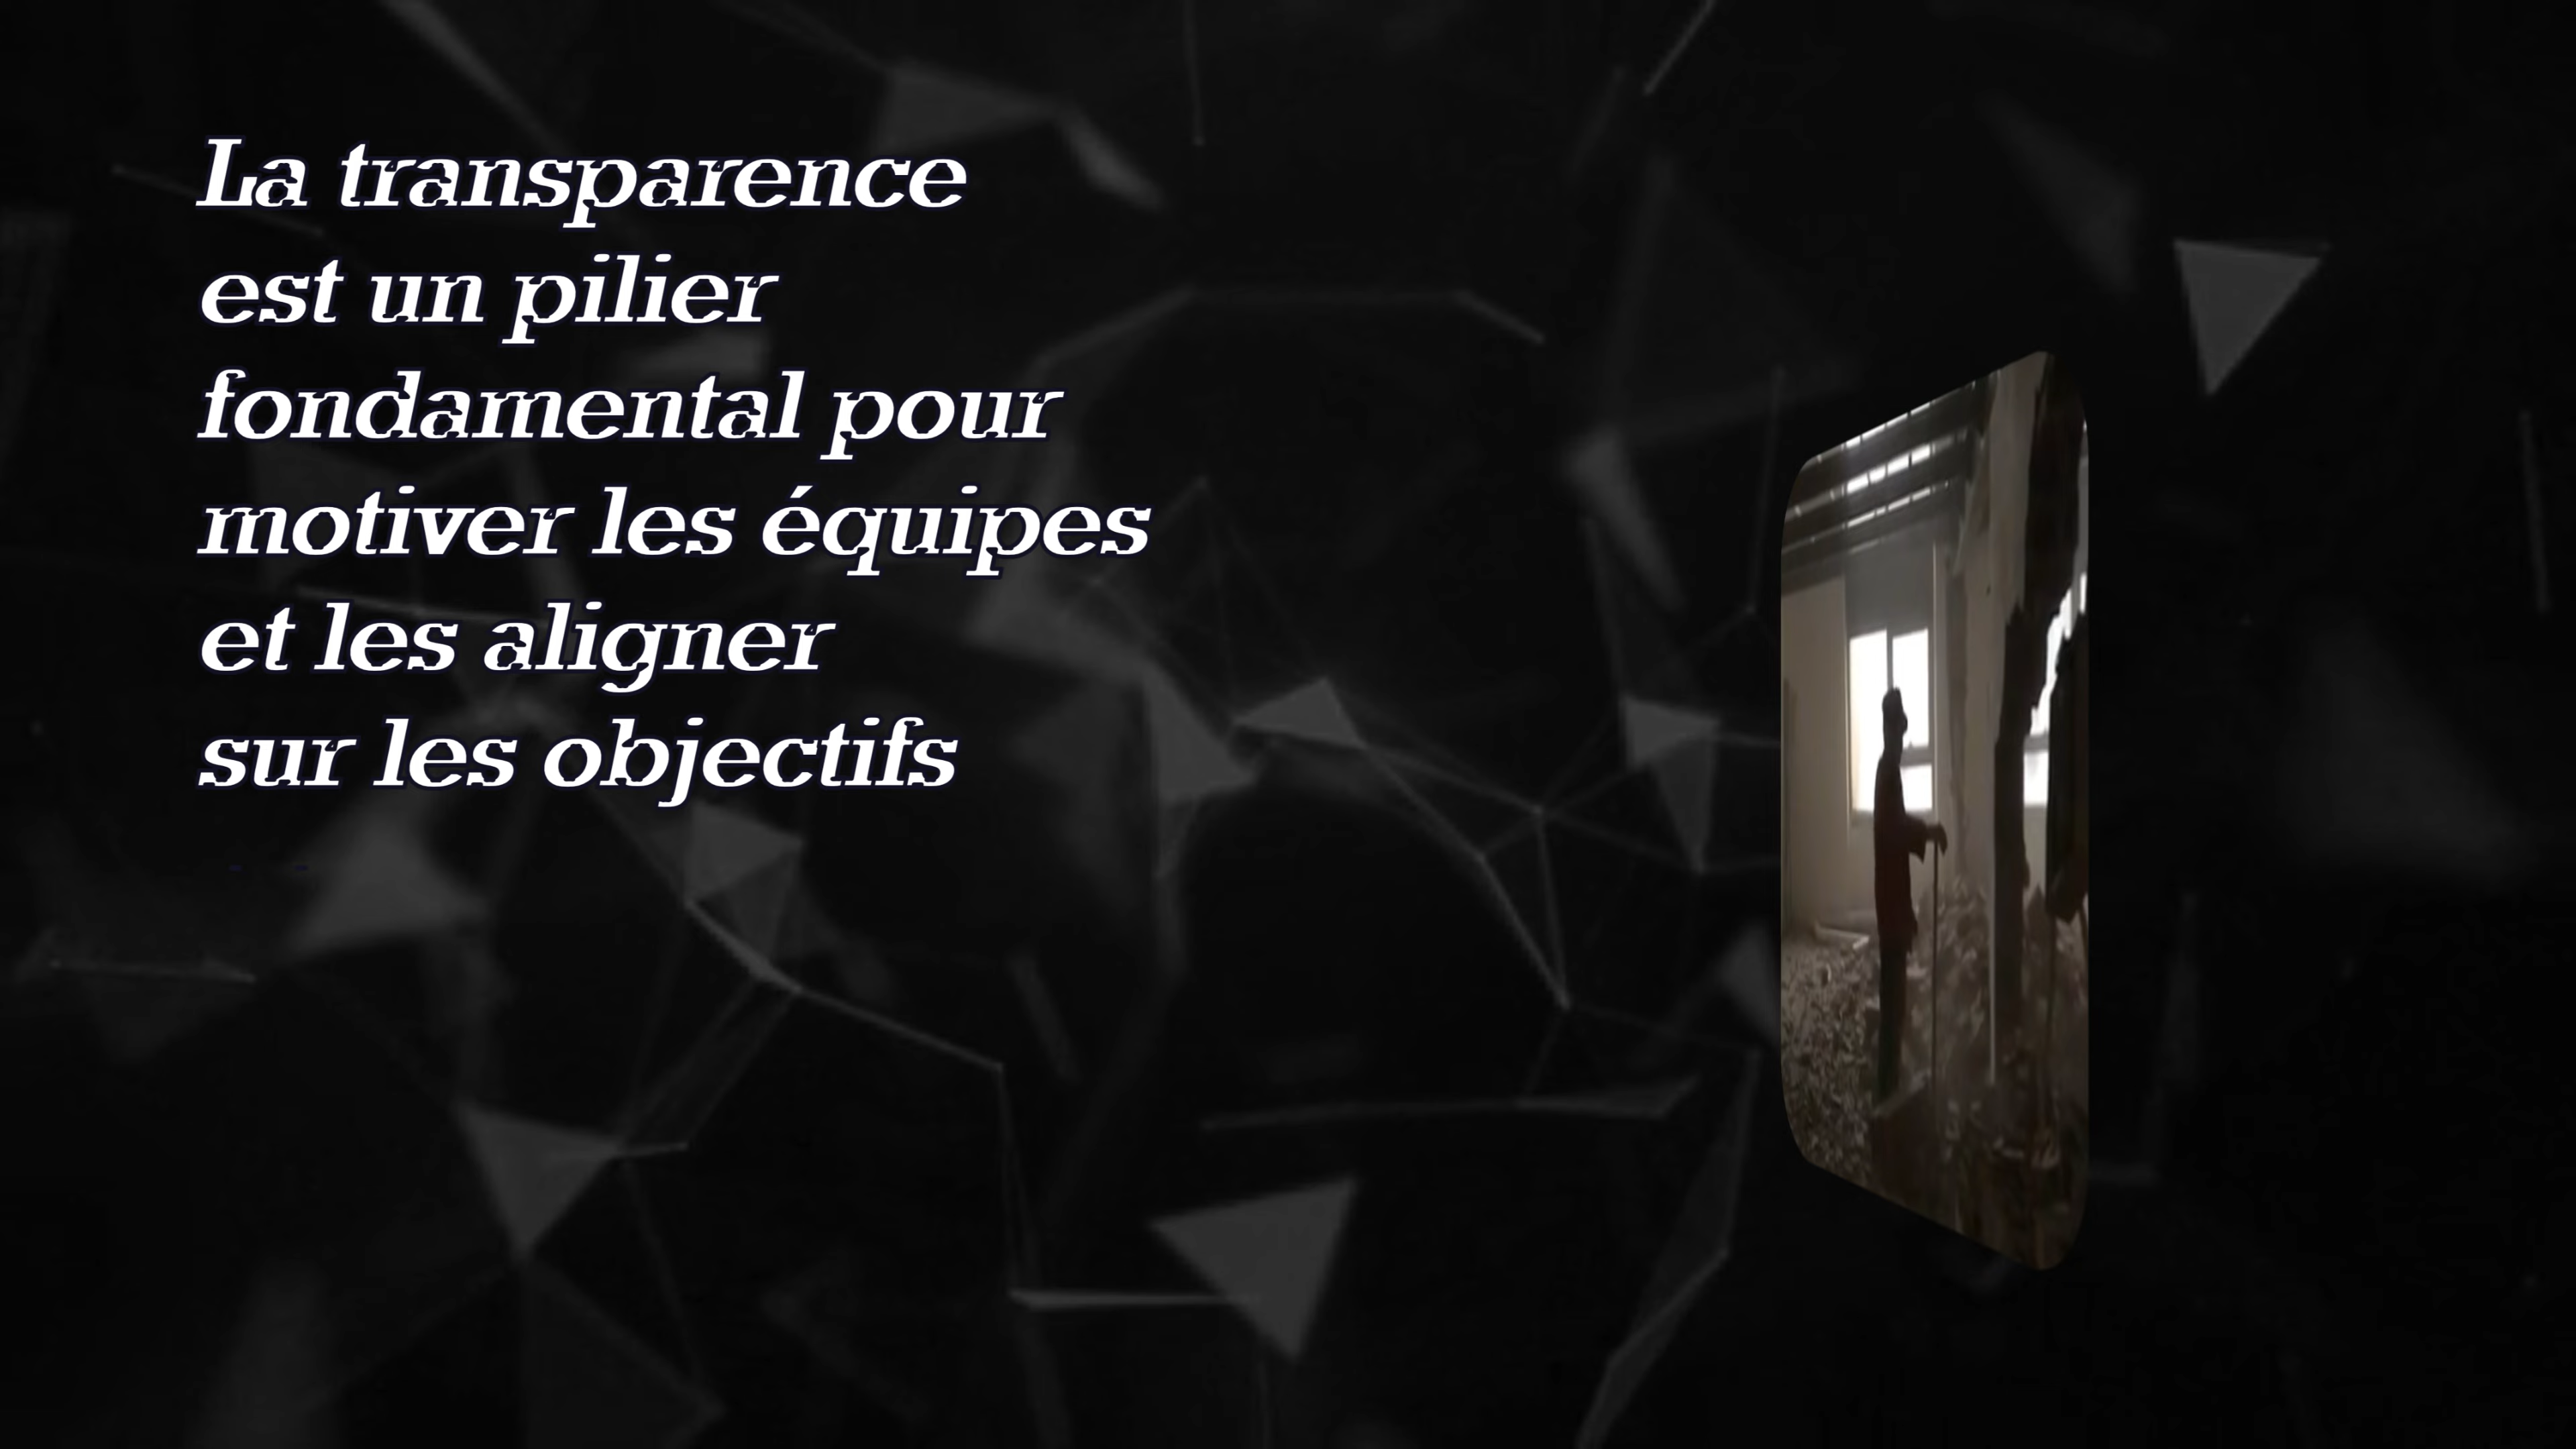 La transparence
est un pilier
fondamental pour
motiver les équipes
et les aligner
sur les objectifs